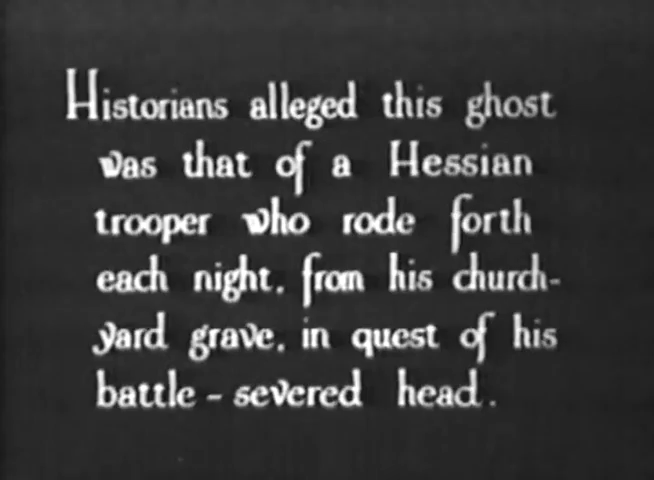 Historians alleged this ghost
was that of a Hessian
trooper who rode forth
each night, from his church-
yard grave, in quest of his
battle-severed head.